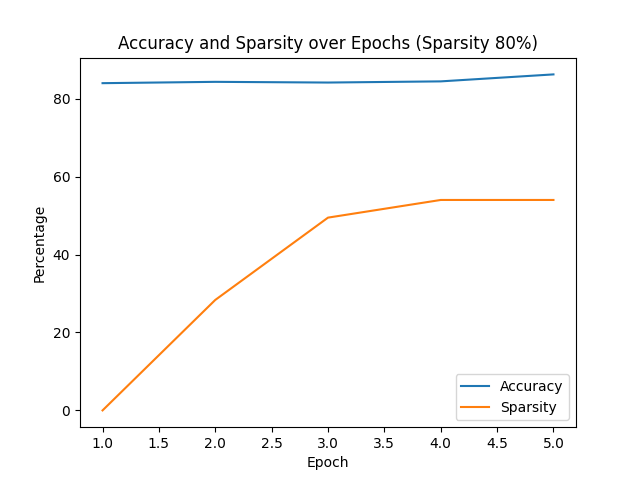 Accuracy and Sparsity over Epochs (Sparsity 80%)
Percentage
80
60
40
20
0
1.0 1.5 2.0 2.5 3.0 3.5 4.0 4.5 5.0
Epoch
Accuracy
Sparsity